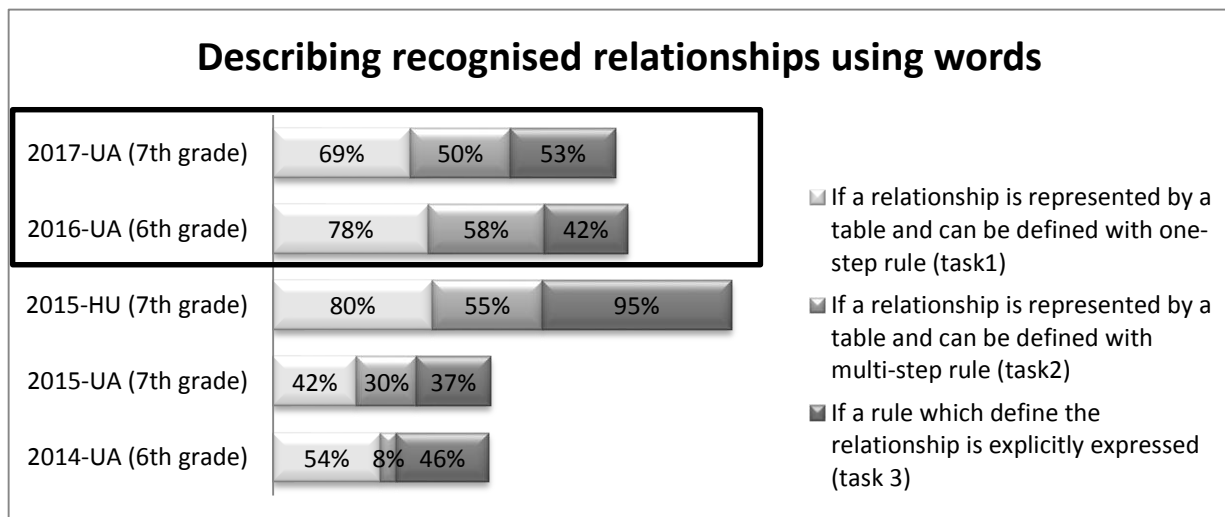 Describing recognised relationships using words
2017-UA (7th grade)
69%
50%
53%
2016-UA (6th grade)
78%
58%
42%
2015-HU (7th grade)
80%
55%
95%
2015-UA (7th grade)
42%
30%
37%
2014-UA (6th grade)
54%
8%
46%
If a relationship is represented by a
table and can be defined with one-
step rule (task1)
If a relationship is represented by a
table and can be defined with
multi-step rule (task2)
If a rule which define the
relationship is explicitly expressed
(task 3)